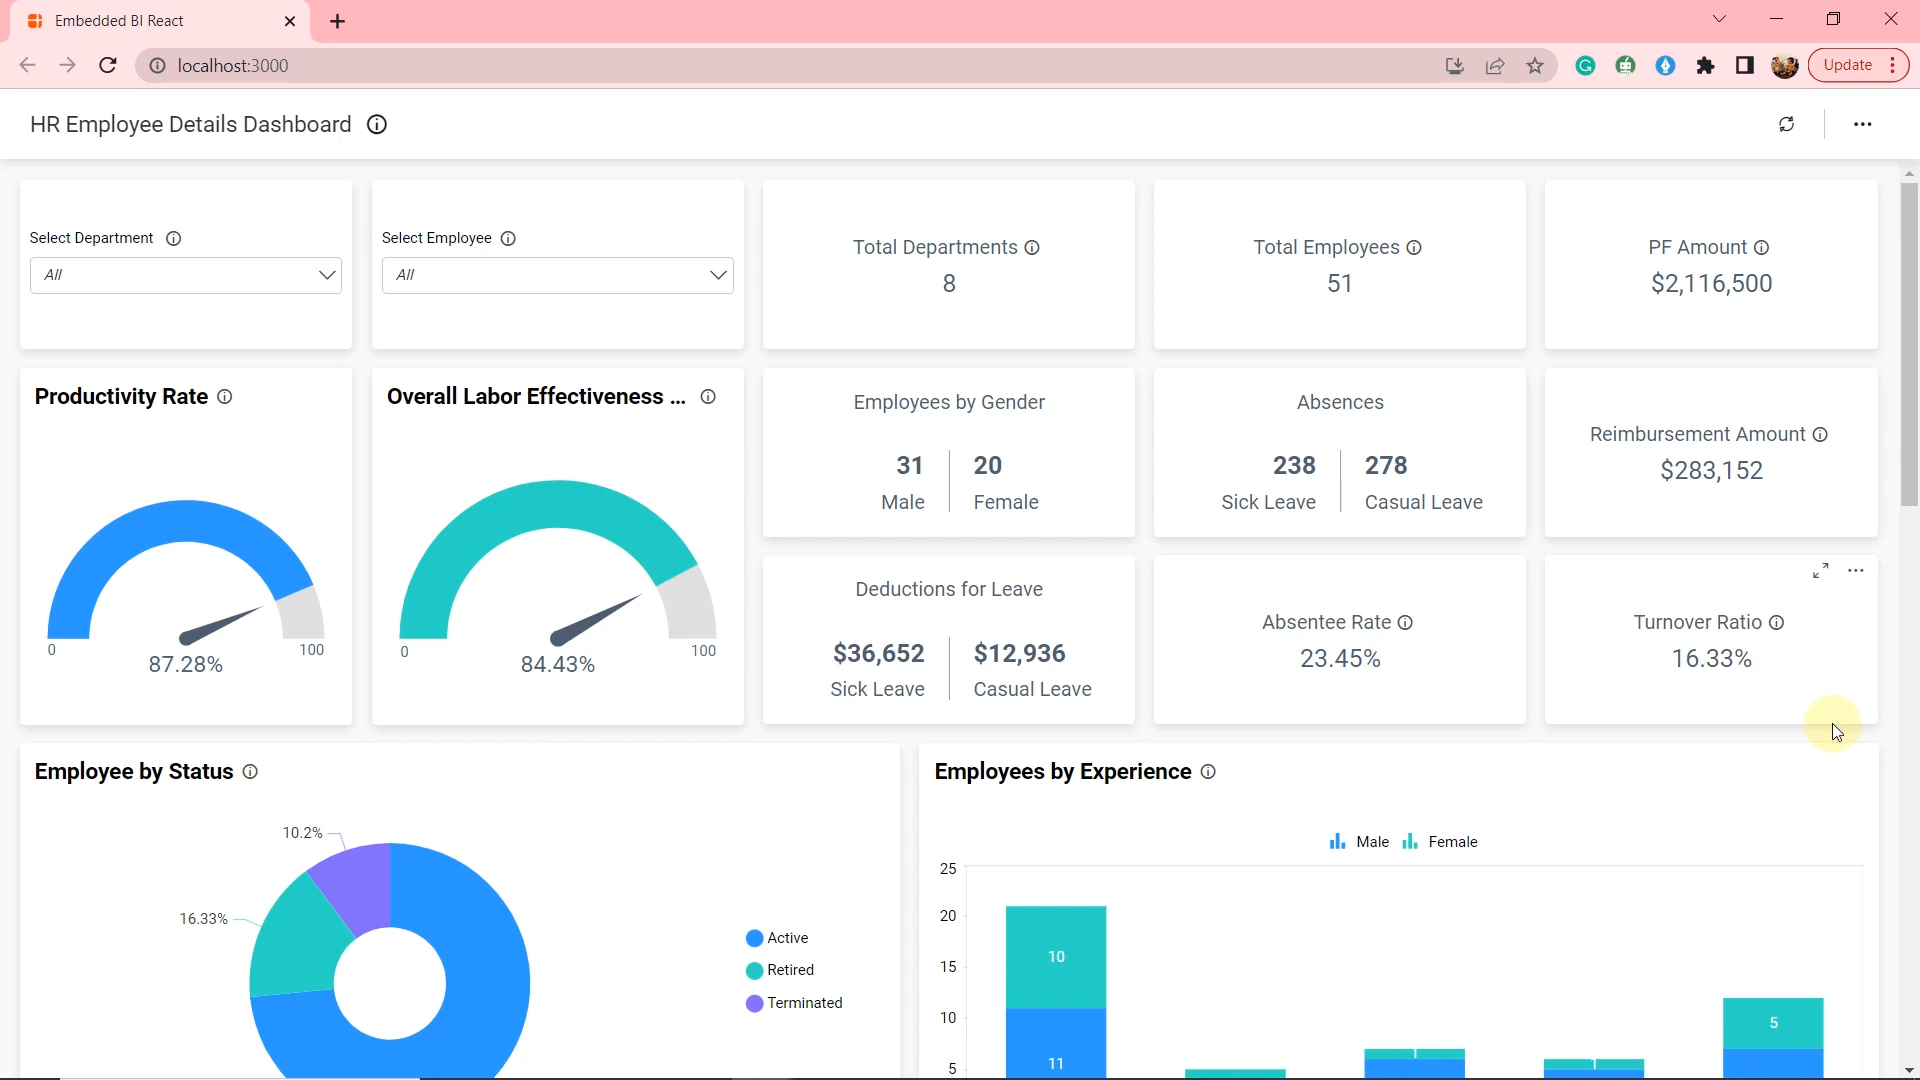 Embedded BI React
localhost:3000
Update
HR Employee Details Dashboard
Select Department
All
Select Employee
All
Total Departments
8
Total Employees
51
PF Amount
$2,116,500
Productivity Rate
0
100
87.28%
Overall Labor Effectiveness ...
0
100
84.43%
Employees by Gender
31
20
Male
Female
Absences
238
278
Sick Leave
Casual Leave
Reimbursement Amount
$283,152
Deductions for Leave
$36,652
$12,936
Sick Leave
Casual Leave
Absentee Rate
23.45%
Turnover Ratio
16.33%
Employee by Status
10.2%
16.33%
Active
Retired
Terminated
Employees by Experience
Male
Female
25
20
15
10
5
10
11
1
1
5